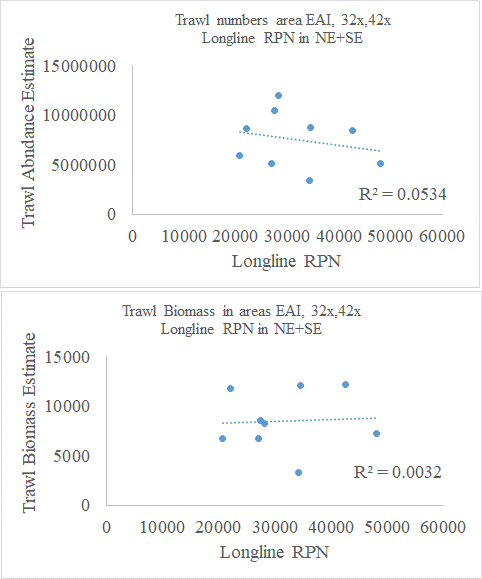 Trawl numbers area EAI, 32x,42x
Longline RPN in NE+SE
Trawl Abndance Estimate
15000000
10000000
5000000
0
R² = 0.0534
0 10000 20000 30000 40000 50000 60000
Longline RPN
Trawl Biomass in areas EAI, 32x,42x
Longline RPN in NE+SE
Trawl Biomass Estimate
15000
10000
5000
0
R² = 0.0032
0 10000 20000 30000 40000 50000 60000
Longline RPN